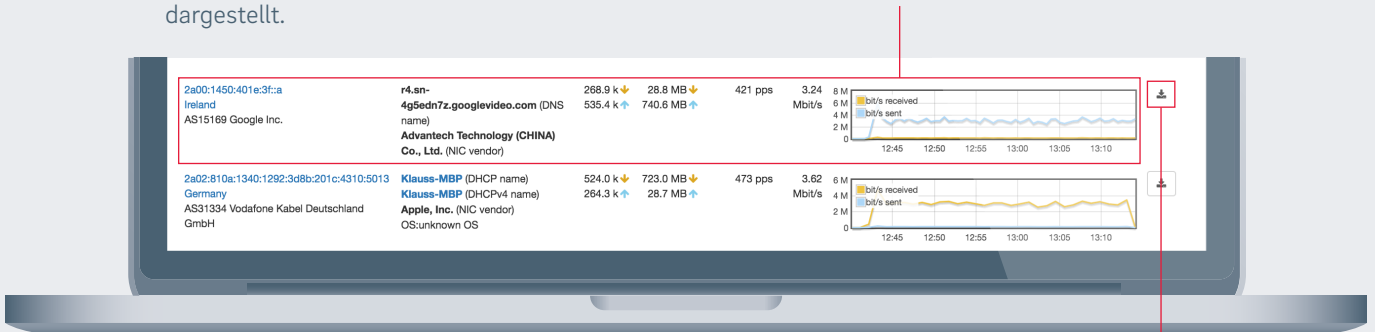 dargestellt.
2a00:1450:401e:3f::a
Ireland
AS15169 Google Inc.
r4.sn-
4g5edn7z.googlevideo.com (DNS
name)
Advantech Technology (CHINA)
Co., Ltd. (NIC vendor)
268.9 k 28.8 MB 421 pps 3.24
535.4 k 740.6 MB Mbit/s
8 M
6 M
4 M
2 M
0
bit/s received
bit/s sent
12:45 12:50 12:55 13:00 13:05 13:10
2a02:810a:1340:1292:3d8b:201c:4310:5013
Germany
AS31334 Vodafone Kabel Deutschland
GmbH
Klauss-MBP (DHCP name)
Klauss-MBP (DHCPv4 name)
Apple, Inc. (NIC vendor)
OS:unknown OS
524.0 k 723.0 MB 473 pps 3.62
264.3 k 28.7 MB Mbit/s
6 M
4 M
2 M
0
bit/s received
bit/s sent
12:45 12:50 12:55 13:00 13:05 13:10